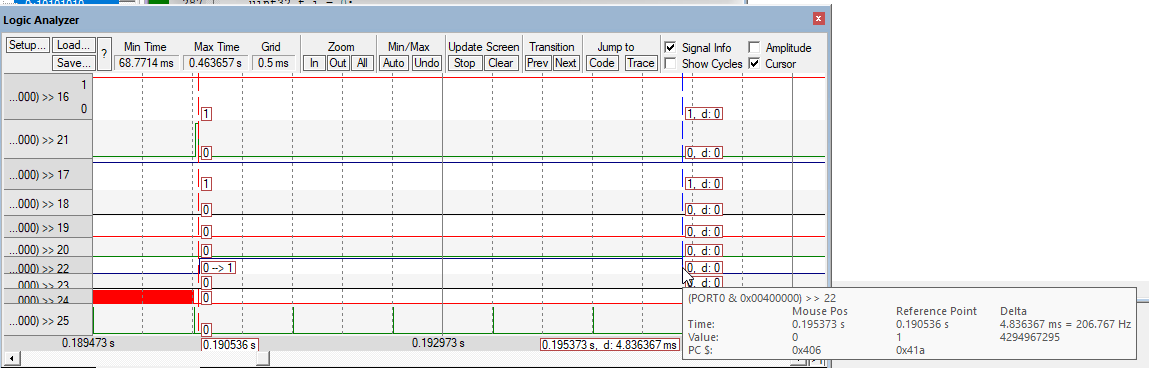 0.10101010
287 uint32_t i = 0;
Logic Analyzer
Setup... Load... ? Min Time Max Time Grid Zoom Min/Max Update Screen Transition Jump to Signal Info Amplitude
Save... 68.7714 ms 0.463657 s 0.5 ms In Out All Auto Undo Stop Clear Prev Next Code Trace Show Cycles Cursor
1
...000) >> 16
0
1 1, d: 0
...000) >> 21
0 0, d: 0
...000) >> 17
1 1, d: 0
...000) >> 18
0 0, d: 0
...000) >> 19
0 0, d: 0
...000) >> 20
0 0, d: 0
...000) >> 22
0 --> 1 0, d: 0
...000) >> 23
0 0, d: 0
...000) >> 24
0
...000) >> 25
0
0.189473 s 0.190536 s 0.192973 s 0.195373 s, d: 4.836367 ms
(PORT0 & 0x00400000) >> 22
Mouse Pos Reference Point Delta
Time: 0.195373 s 0.190536 s 4.836367 ms = 206.767 Hz
Value: 0 1 4294967295
PC $: 0x406 0x41a